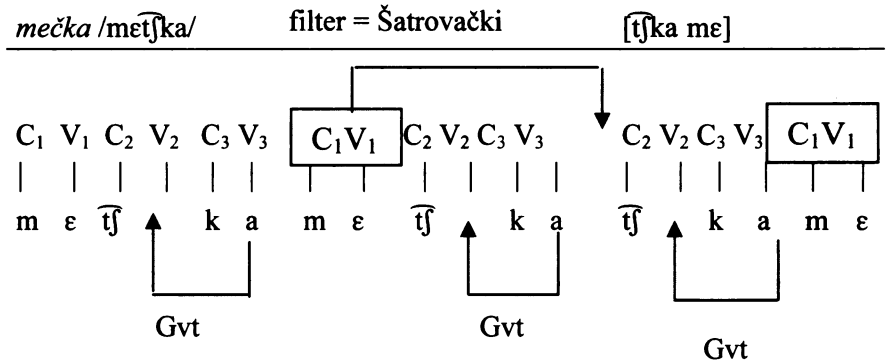 mečka /mɛt͡ʃka/ filter = Šatrovački [t͡ʃka mɛ]
C₁ V₁ C₂ V₂ C₃ V₃ C₁V₁ C₂ V₂ C₃ V₃ C₂ V₂ C₃ V₃ C₁V₁
m ɛ t͡ʃ k a m ɛ t͡ʃ k a t͡ʃ k a m ɛ
Gvt Gvt Gvt